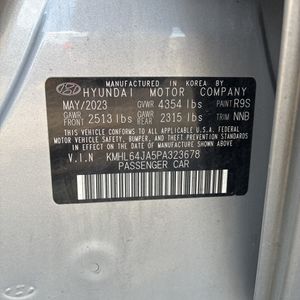 MANUFACTURED IN KOREA BY
HYUNDAI MOTOR COMPANY
MAY/2023 GVWR 4354 lbs PAINT R9S
GAWR FRONT 2513 lbs GAWR REAR 2315 lbs TRIM NNB
THIS VEHICLE CONFORMS TO ALL APPLICABLE U.S. FEDERAL
MOTOR VEHICLE SAFETY, BUMPER, AND THEFT PREVENTION
STANDARDS IN EFFECT ON THE DATE OF MANUFACTURE SHOWN ABOVE.
V.I.N KMHL64JA5PA323678
PASSENGER CAR